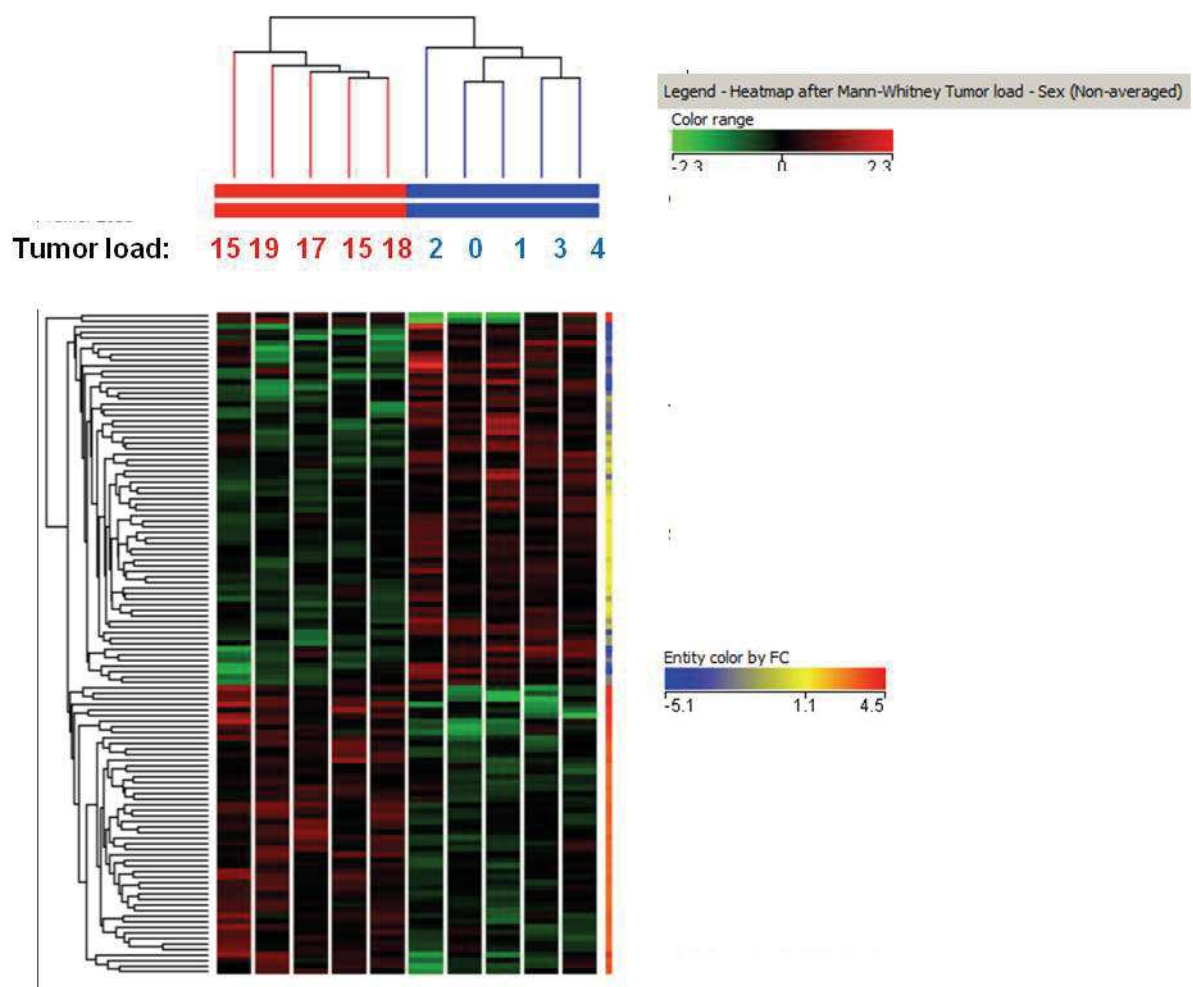 Legend - Heatmap after Mann-Whitney Tumor load - Sex (Non-averaged)
Color range
-2.3 0 2.3
Tumor load: 15 19 17 15 18 2 0 1 3 4
Entity color by FC
-5.1 1.1 4.5